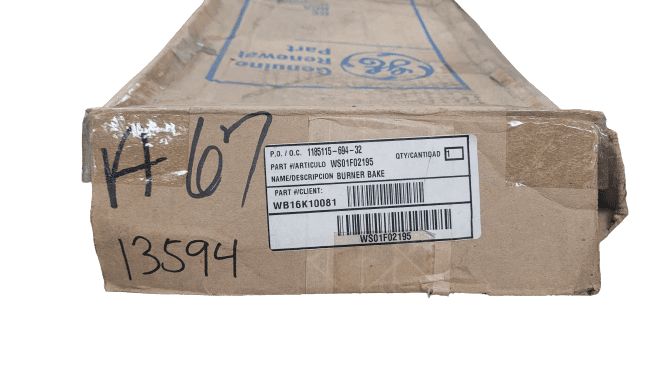 Genuine
Renewal
Part
GE
H 67
13594
P.O. / O.C. 1185115-694-32
QTY/CANTIDAD 1
PART #/ARTICULO WS01F02195
NAME/DESCRIPCION BURNER BAKE
PART #/CLIENT:
WB16K10081
WS01F02195